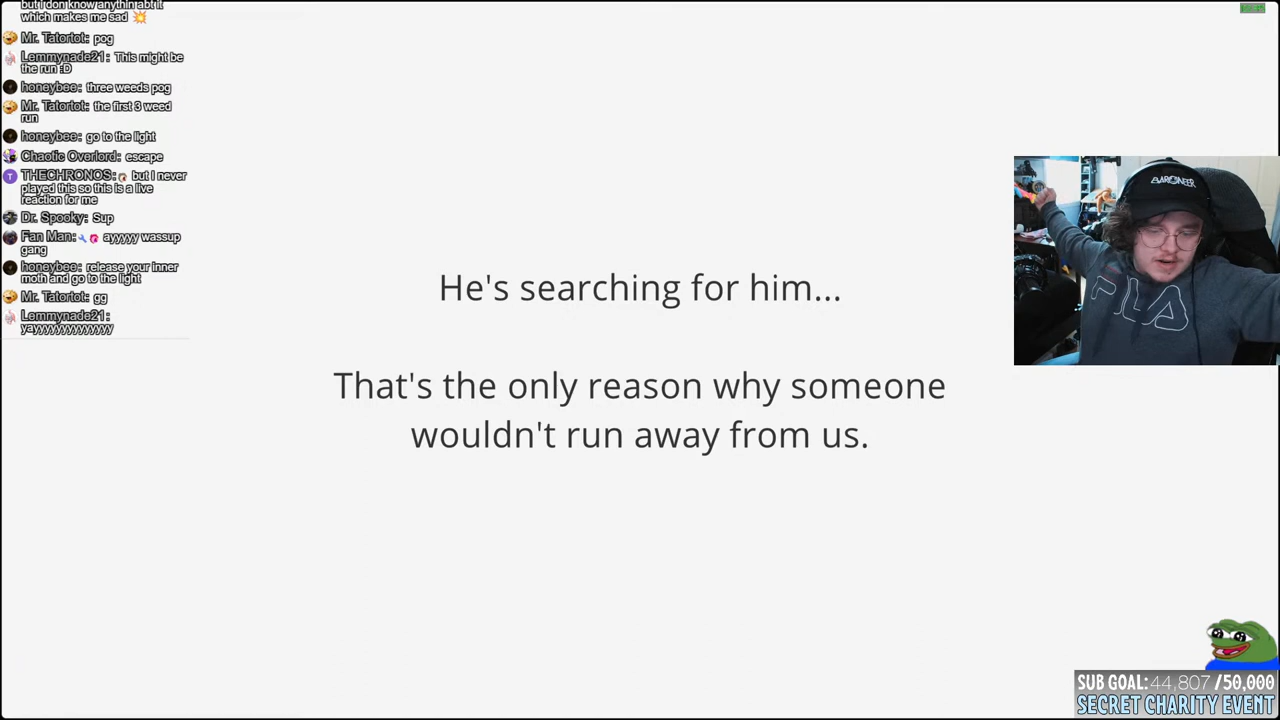 but I don know anythin abt it
which makes me sad
Mr. Tatortot: pog
Lemmynade21: This might be
the run :D
honeybee: three weeds pog
Mr. Tatortot: the first 3 weed
run
honeybee: go to the light
Chaotic Overlord: escape
THECHRONOS: but I never
played this so this is a live
reaction for me
Dr. Spooky: Sup
Fan Man: ayyyyy wassup
gang
honeybee: release your inner
moth and go to the light
Mr. Tatortot: gg
Lemmynade21:
yayyyyyyyyyyyyy
He's searching for him...
That's the only reason why someone
wouldn't run away from us.
SUB GOAL: 44,807 /50,000
SECRET CHARITY EVENT